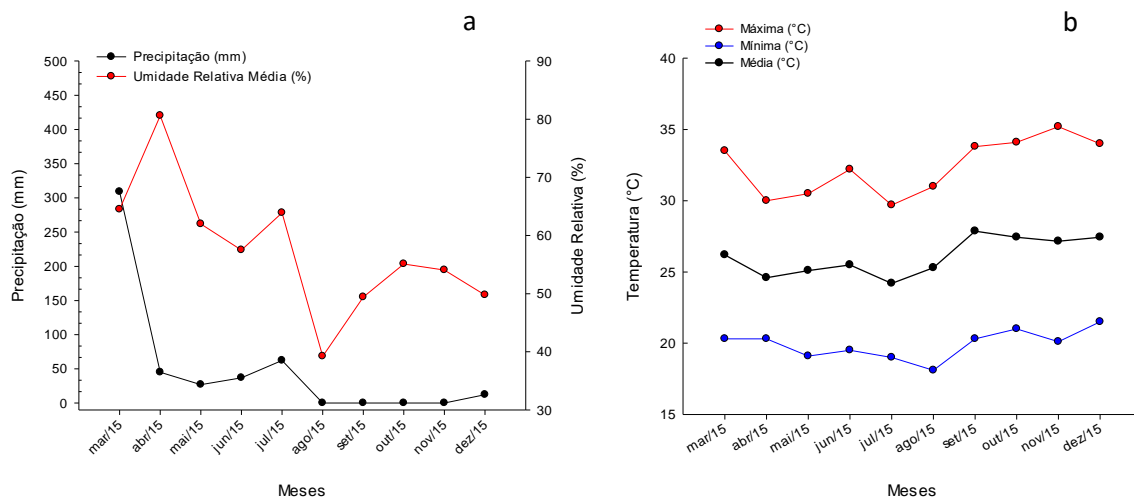 a
Precipitação (mm)
Umidade Relativa Média (%)
500
450
400
350
300
250
200
150
100
50
0
Precipitação (mm)
90
80
70
60
50
40
30
Umidade Relativa (%)
mar/15
abr/15
mai/15
jun/15
jul/15
ago/15
set/15
out/15
nov/15
dez/15
Meses
b
Máxima (°C)
Mínima (°C)
Média (°C)
40
35
30
25
20
15
Temperatura (°C)
mar/15
abr/15
mai/15
jun/15
jul/15
ago/15
set/15
out/15
nov/15
dez/15
Meses